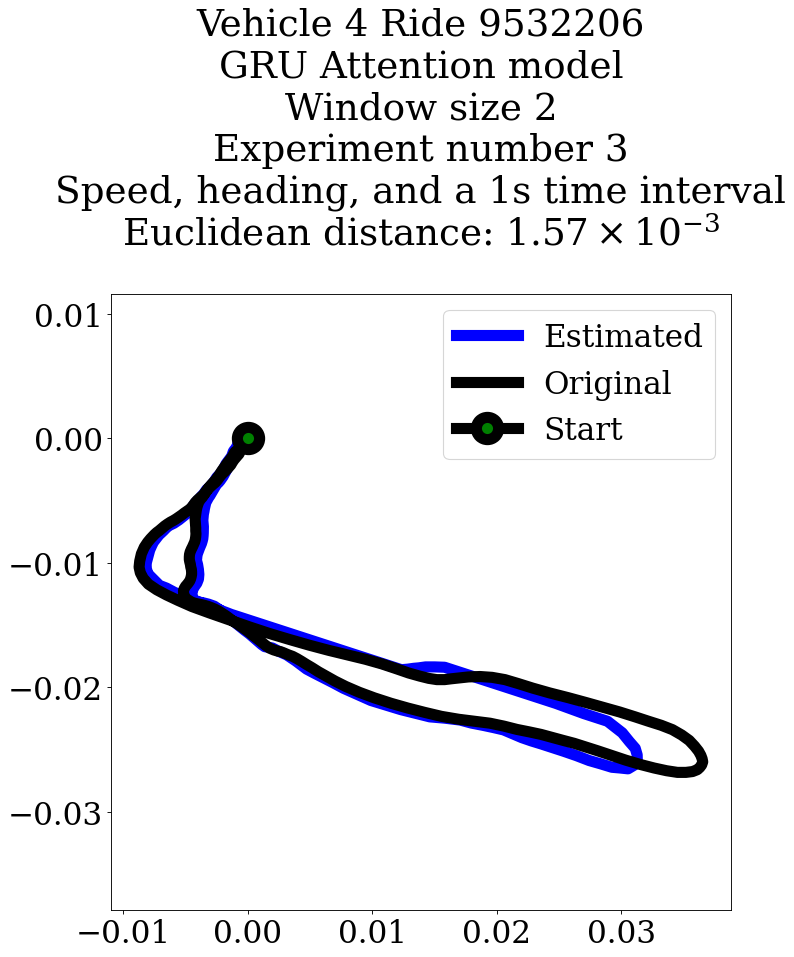 Vehicle 4 Ride 9532206
GRU Attention model
Window size 2
Experiment number 3
Speed, heading, and a 1s time interval
Euclidean distance: 1.57 × 10⁻³
0.01
Estimated
Original
Start
0.00
−0.01
−0.02
−0.03
−0.01 0.00 0.01 0.02 0.03